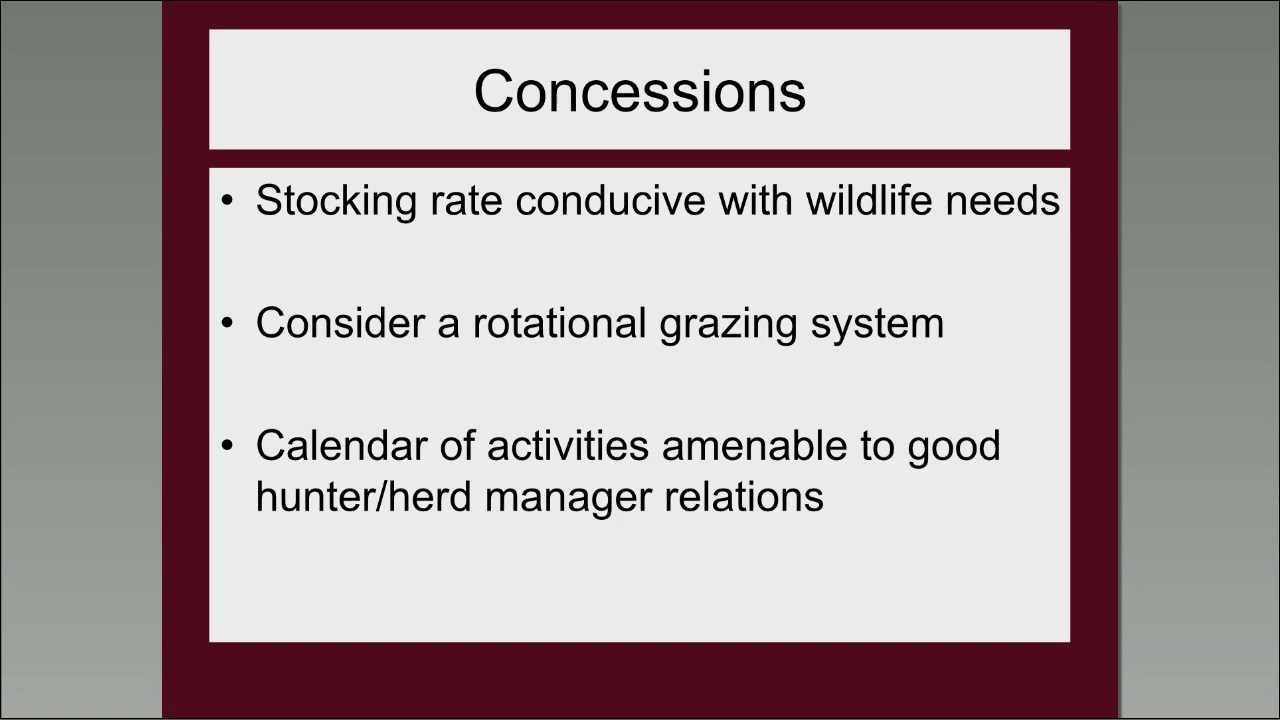 Concessions
• Stocking rate conducive with wildlife needs
• Consider a rotational grazing system
• Calendar of activities amenable to good
hunter/herd manager relations